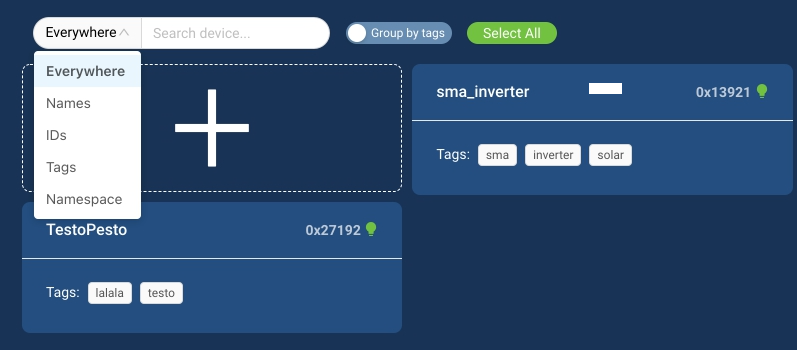 Everywhere
Search device...
Group by tags
Select All
Everywhere
Names
IDs
Tags
Namespace
sma_inverter
0x13921
Tags: sma inverter solar
TestoPesto
0x27192
Tags: lalala testo